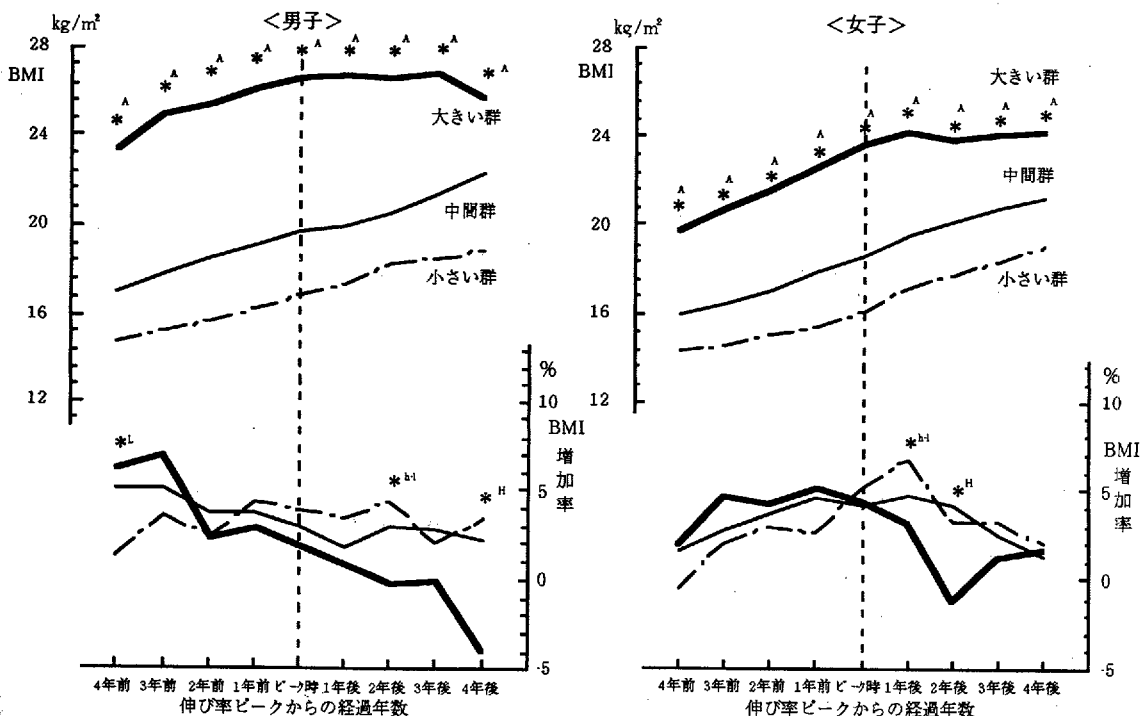 kg/m²
<男子>
28
BMI
24
20
16
12
大きい群
中間群
小さい群
* A
* A
* A
* A
* A
* A
* A
* A
* A
%
10
BMI
増加率
5
0
-5
* L
* h-l
* H
4年前 3年前 2年前 1年前 ピーク時 1年後 2年後 3年後 4年後
伸び率ピークからの経過年数
kg/m²
<女子>
28
BMI
24
20
16
12
大きい群
中間群
小さい群
* A
* A
* A
* A
* A
* A
* A
* A
* A
%
10
BMI
増加率
5
0
-5
* h-l
* H
4年前 3年前 2年前 1年前 ピーク時 1年後 2年後 3年後 4年後
伸び率ピークからの経過年数